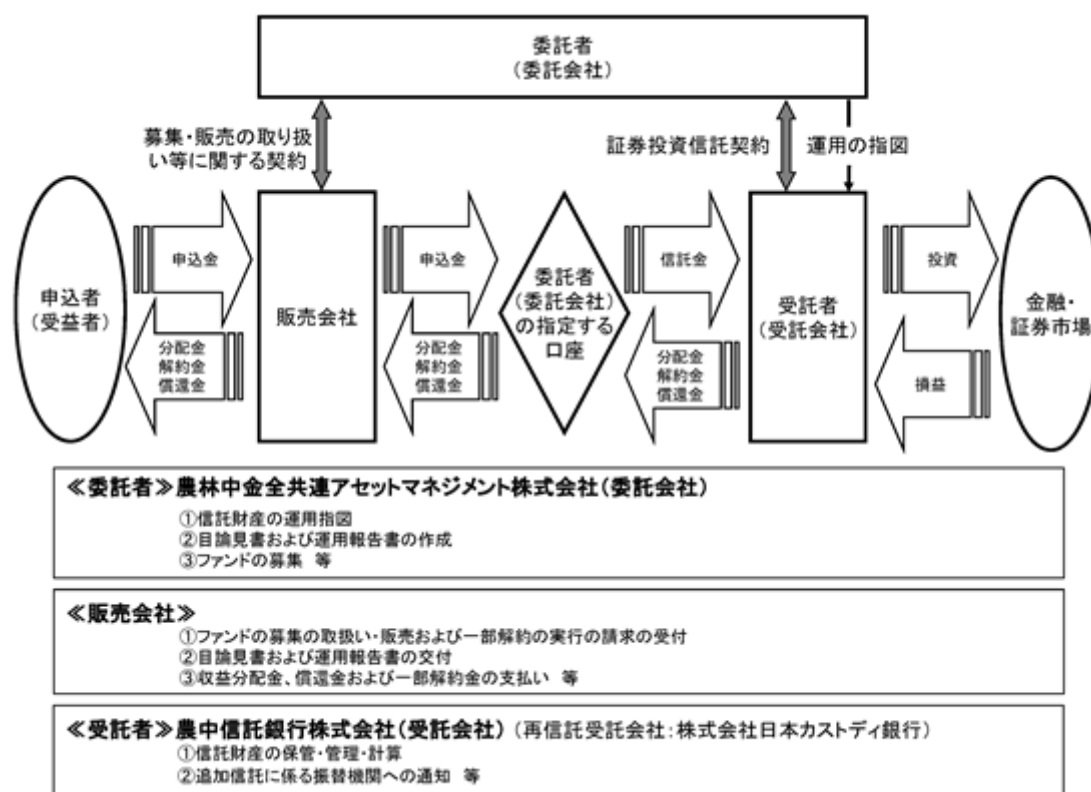 委託者
（委託会社）
募集・販売の取り扱
い等に関する契約
証券投資信託契約
運用の指図
申込者
（受益者）
申込金
分配金
解約金
償還金
販売会社
申込金
分配金
解約金
償還金
委託者
（委託会社）
の指定する
口座
信託金
分配金
解約金
償還金
受託者
（受託会社）
投資
損益
金融・
証券市場
≪委託者≫農林中金全共連アセットマネジメント株式会社（委託会社）
①信託財産の運用指図
②目論見書および運用報告書の作成
③ファンドの募集 等
≪販売会社≫
①ファンドの募集の取扱い・販売および一部解約の実行の請求の受付
②目論見書および運用報告書の交付
③収益分配金、償還金および一部解約金の支払い 等
≪受託者≫農中信託銀行株式会社（受託会社）（再信託受託会社：株式会社日本カストディ銀行）
①信託財産の保管・管理・計算
②追加信託に係る振替機関への通知 等